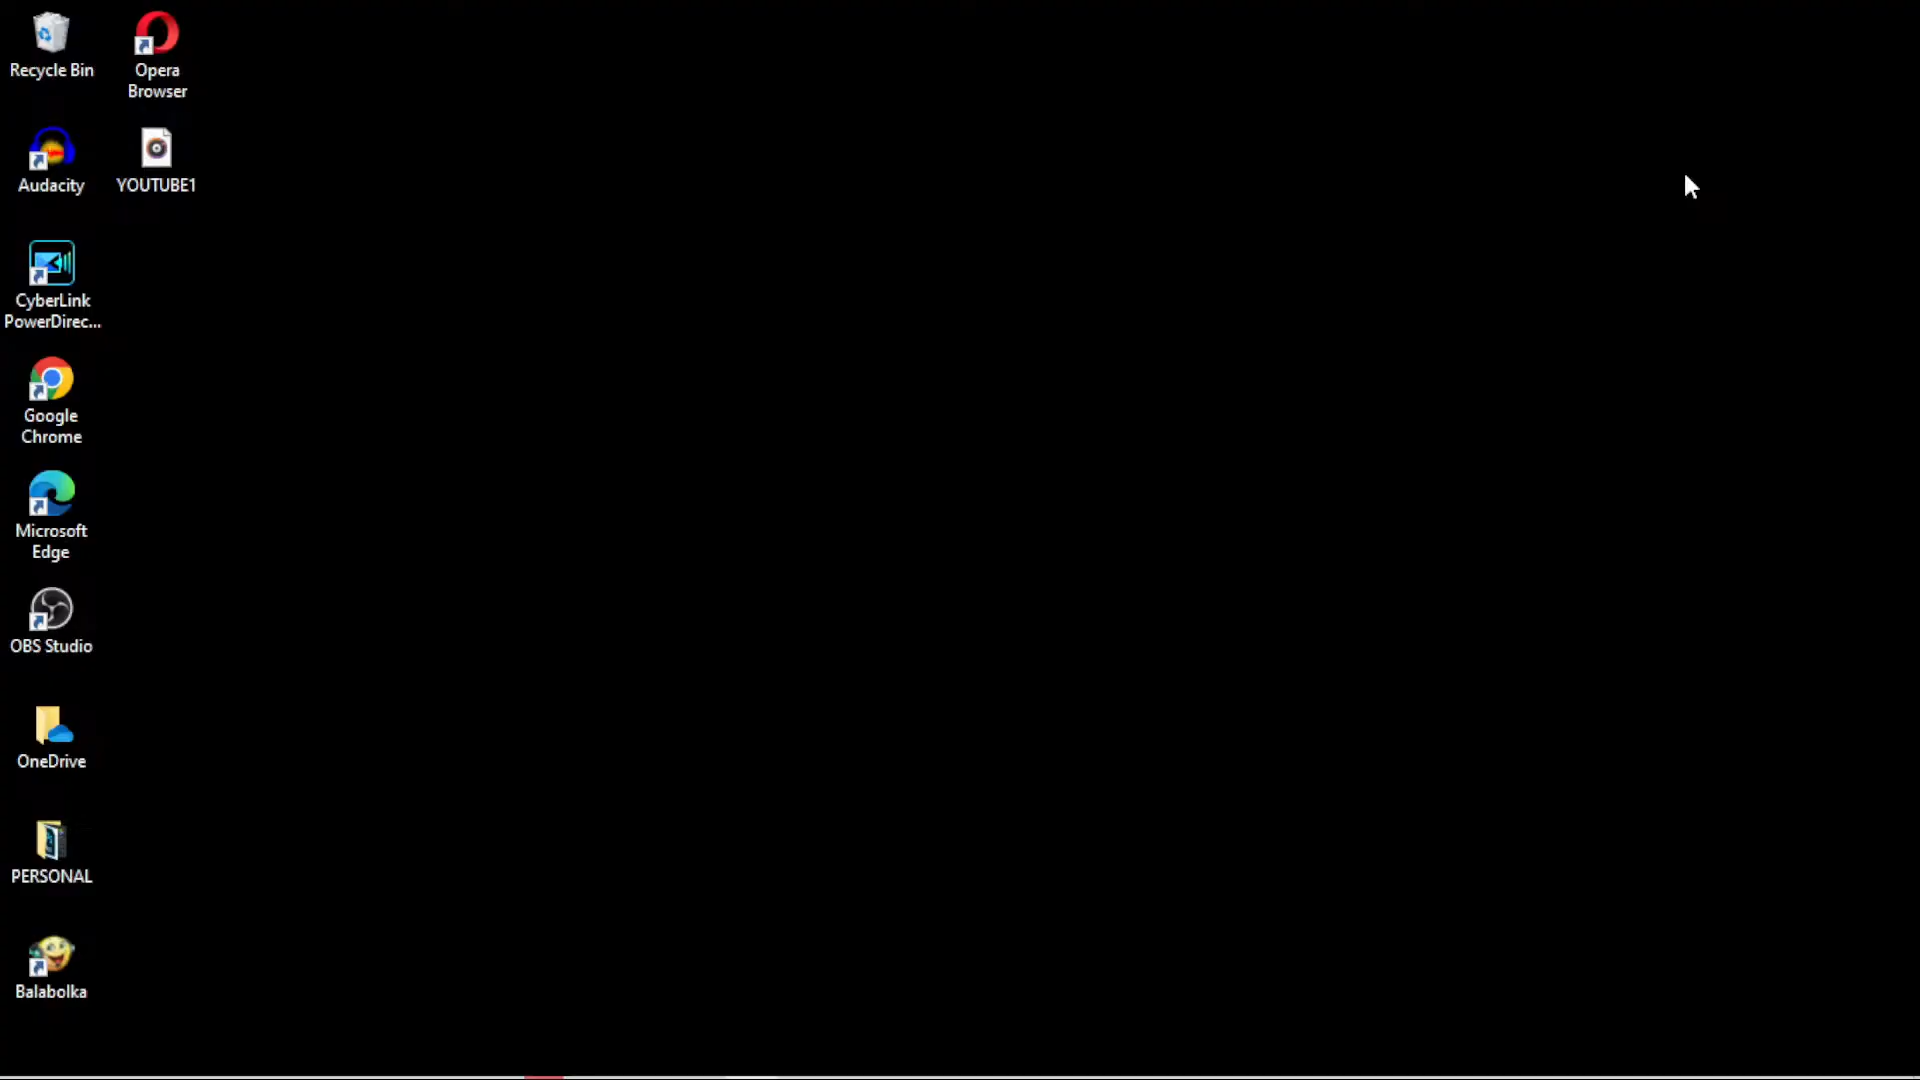 Recycle Bin
Opera
Browser
Audacity
YOUTUBE1
CyberLink
PowerDirec...
Google
Chrome
Microsoft
Edge
OBS Studio
OneDrive
PERSONAL
Balabolka